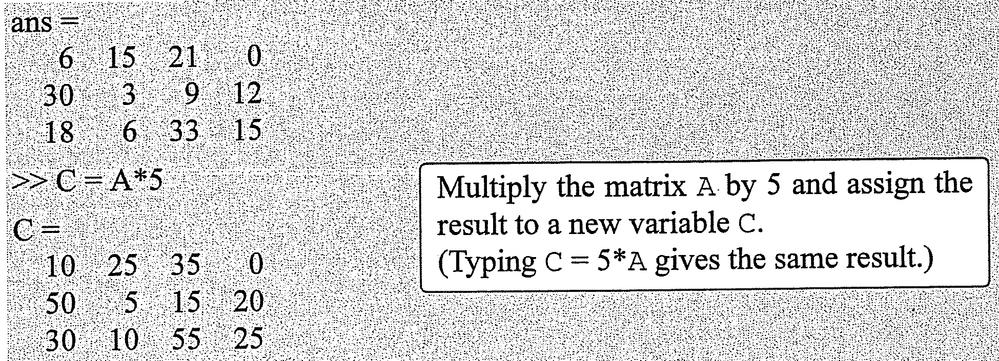 ans =
6 15 21 0
30 3 9 12
18 6 33 15
>> C = A*5
C =
10 25 35 0
50 5 15 20
30 10 55 25
Multiply the matrix A by 5 and assign the
result to a new variable C.
(Typing C = 5*A gives the same result.)